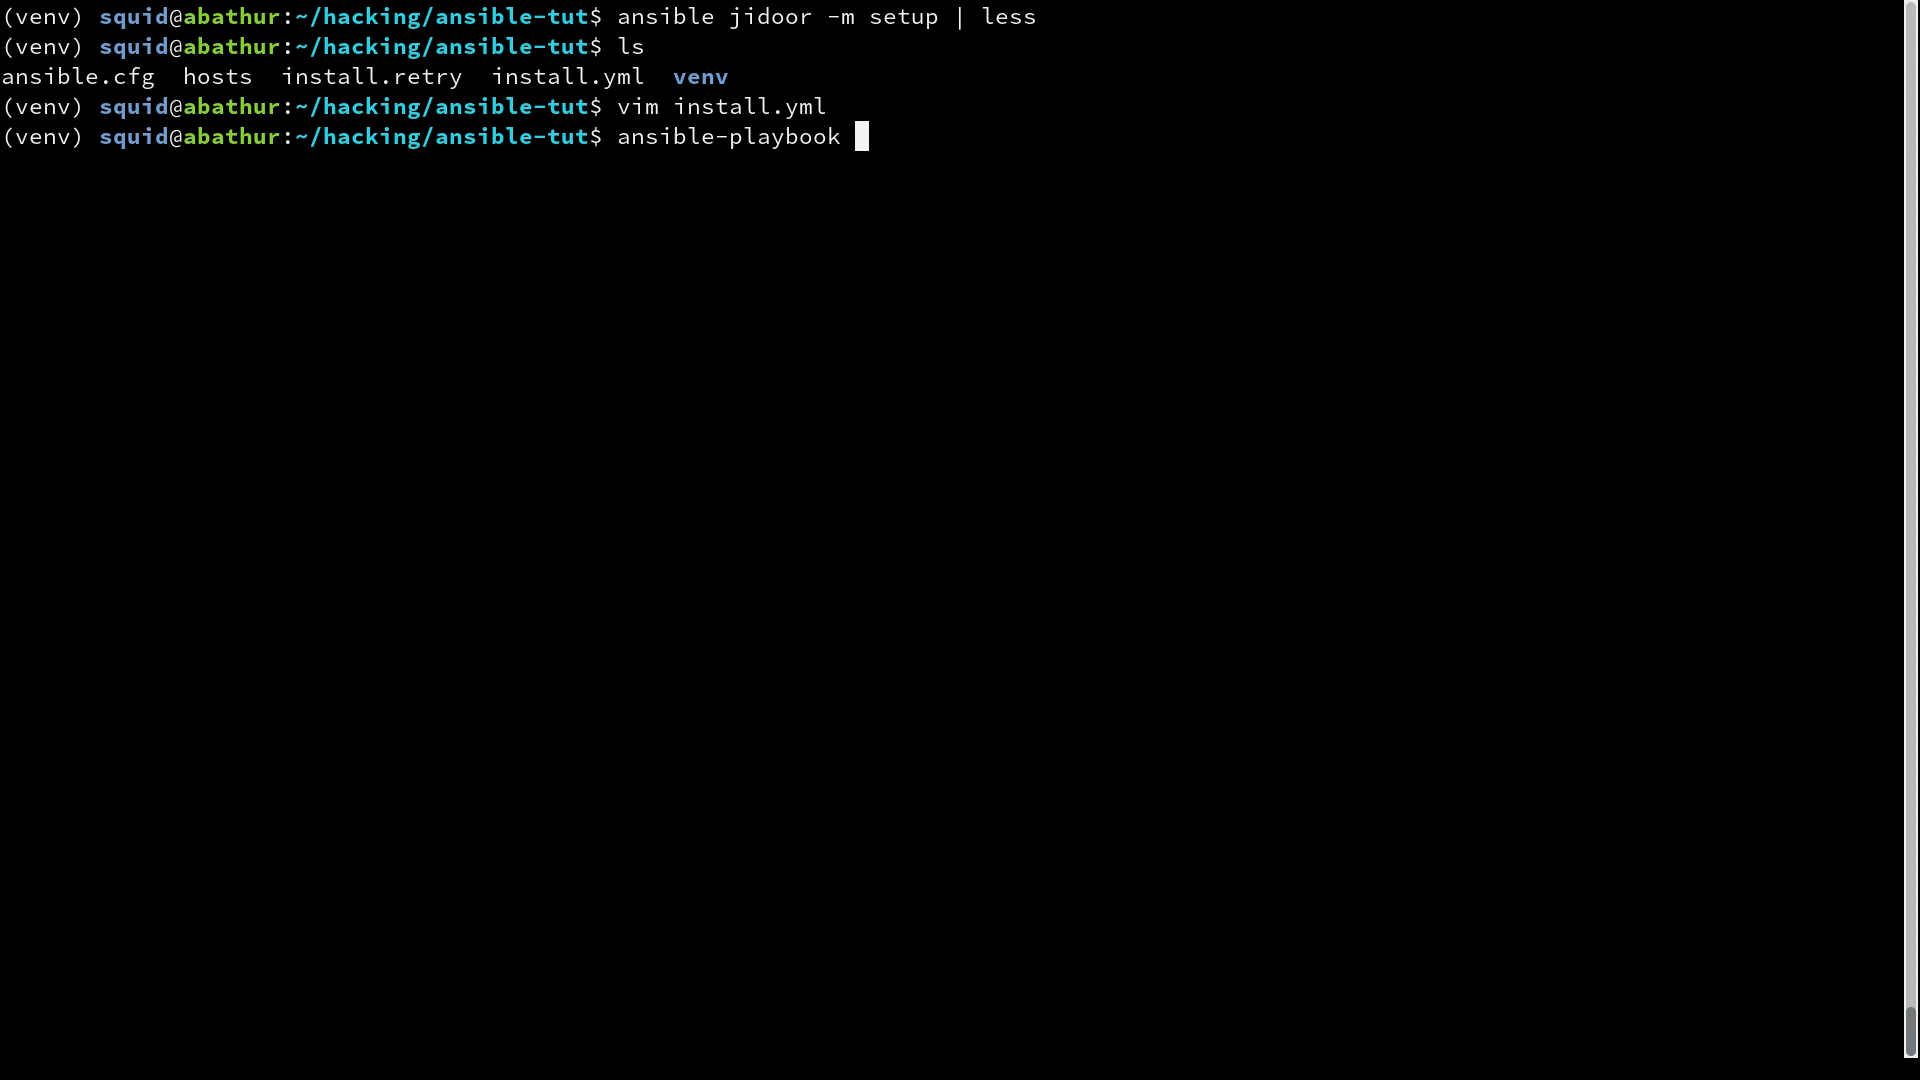 (venv) squid@abathur:~/hacking/ansible-tut$ ansible jidoor -m setup | less
(venv) squid@abathur:~/hacking/ansible-tut$ ls
ansible.cfg  hosts  install.retry  install.yml  venv
(venv) squid@abathur:~/hacking/ansible-tut$ vim install.yml
(venv) squid@abathur:~/hacking/ansible-tut$ ansible-playbook